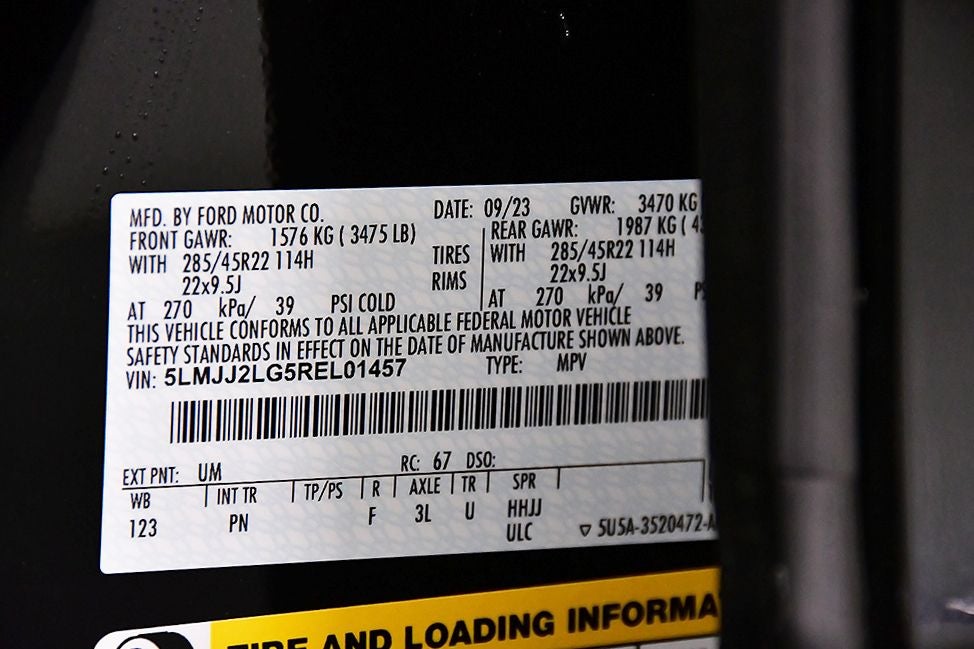 MFD. BY FORD MOTOR CO. DATE: 09/23 GVWR: 3470 KG
FRONT GAWR: 1576 KG ( 3475 LB) REAR GAWR: 1987 KG (
WITH 285/45R22 114H TIRES WITH 285/45R22 114H
22x9.5J RIMS 22x9.5J
AT 270 kPa/ 39 PSI COLD AT 270 kPa/ 39
THIS VEHICLE CONFORMS TO ALL APPLICABLE FEDERAL MOTOR VEHICLE
SAFETY STANDARDS IN EFFECT ON THE DATE OF MANUFACTURE SHOWN ABOVE.
VIN: 5LMJJ2LG5REL01457 TYPE: MPV
EXT PNT: UM RC: 67 DSO:
WB INT TR TP/PS R AXLE TR SPR
123 PN F 3L U HHJJ
ULC ▽ 5U5A-3520472-A
TIRE AND LOADING INFORMA